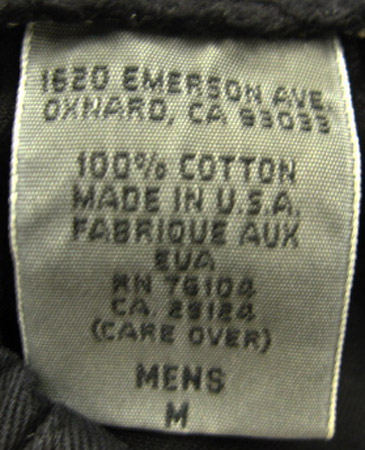 1620 EMERSON AVE.
OXNARD, CA 93033
100% COTTON
MADE IN U.S.A.
FABRIQUE AUX
EUA
RN 76104
CA. 29124
(CARE OVER)
MENS
M